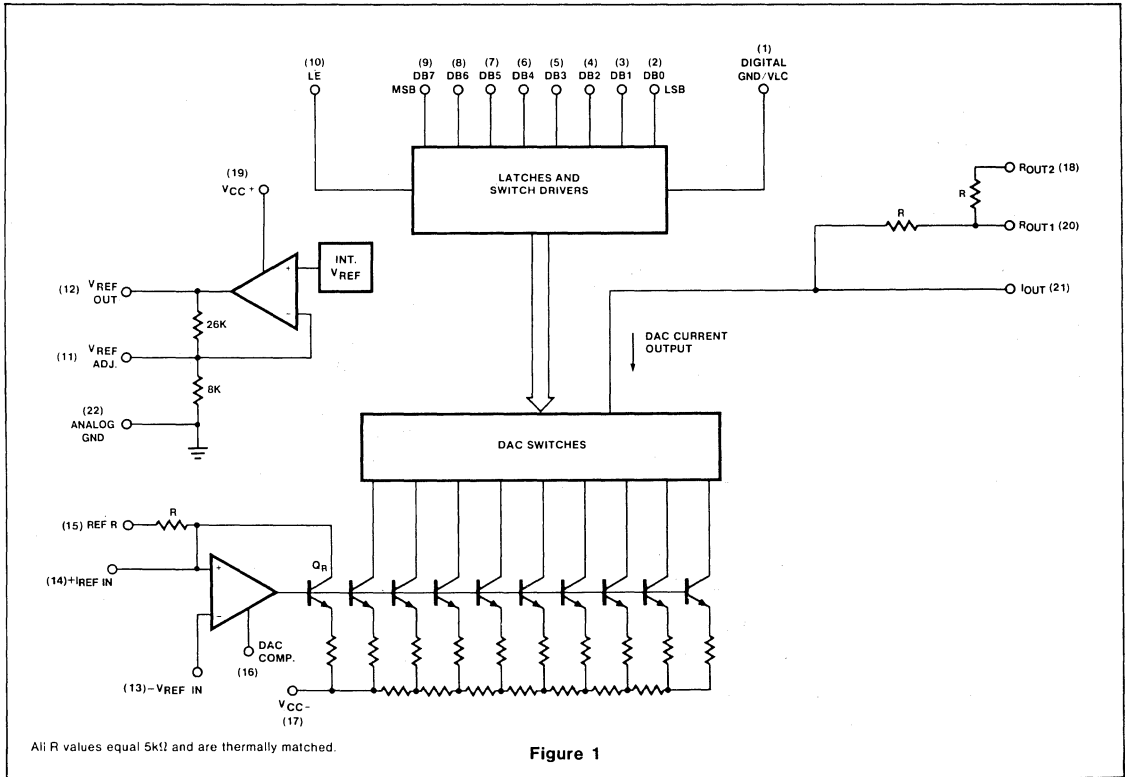 (1)
DIGITAL
GND/VLC
(10)
LE
(9)
DB7
MSB
(8)
DB6
(7)
DB5
(6)
DB4
(5)
DB3
(4)
DB2
(3)
DB1
(2)
DB0
LSB
LATCHES AND
SWITCH DRIVERS
(19)
VCC+
INT.
VREF
+
−
(12) VREF
OUT
26K
(11) VREF
ADJ.
8K
(22)
ANALOG
GND
ROUT2 (18)
R
R
ROUT1 (20)
IOUT (21)
DAC CURRENT
OUTPUT
DAC SWITCHES
(15) REF R
R
(14)+IREF IN
+
−
QR
DAC
COMP.
(16)
(13)-VREF IN
VCC-
(17)
All R values equal 5kΩ and are thermally matched.
Figure 1